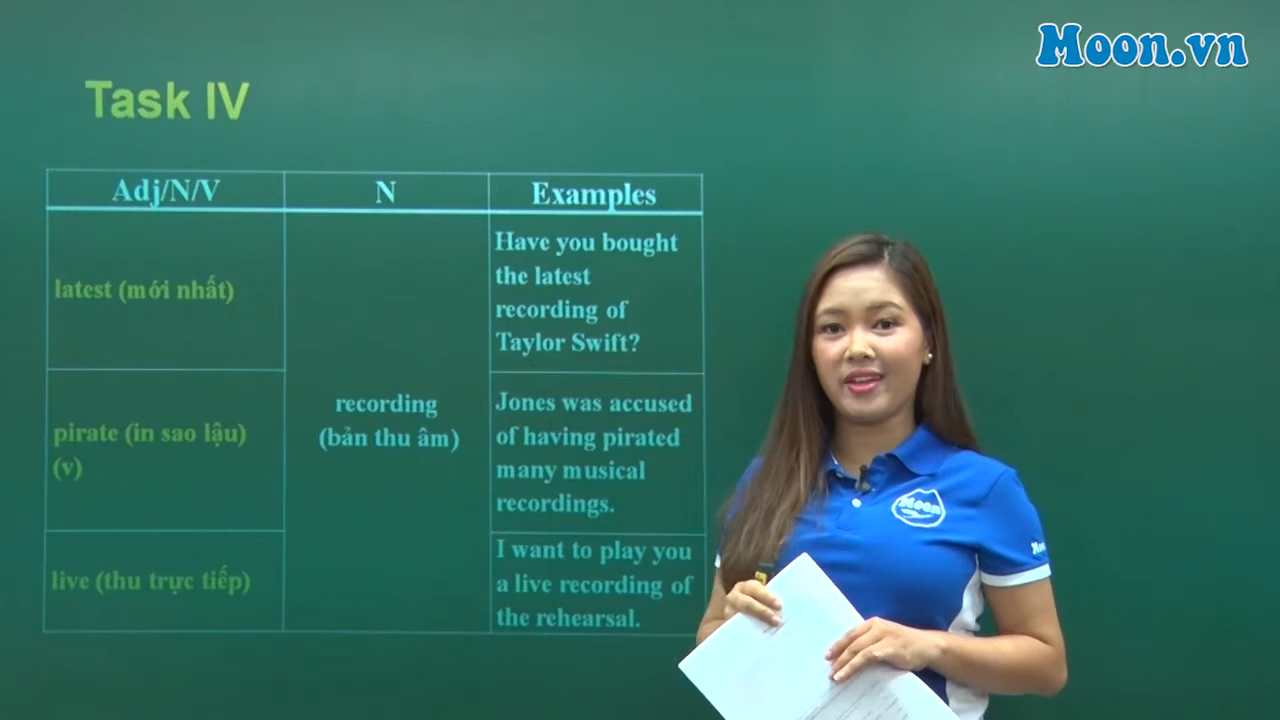 Moon.vn
Task IV
Adj/N/V
N
Examples
latest (mới nhất)
Have you bought
the latest
recording of
Taylor Swift?
pirate (in sao lậu)
(v)
recording
(bản thu âm)
Jones was accused
of having pirated
many musical
recordings.
live (thu trực tiếp)
I want to play you
a live recording of
the rehearsal.
Moon